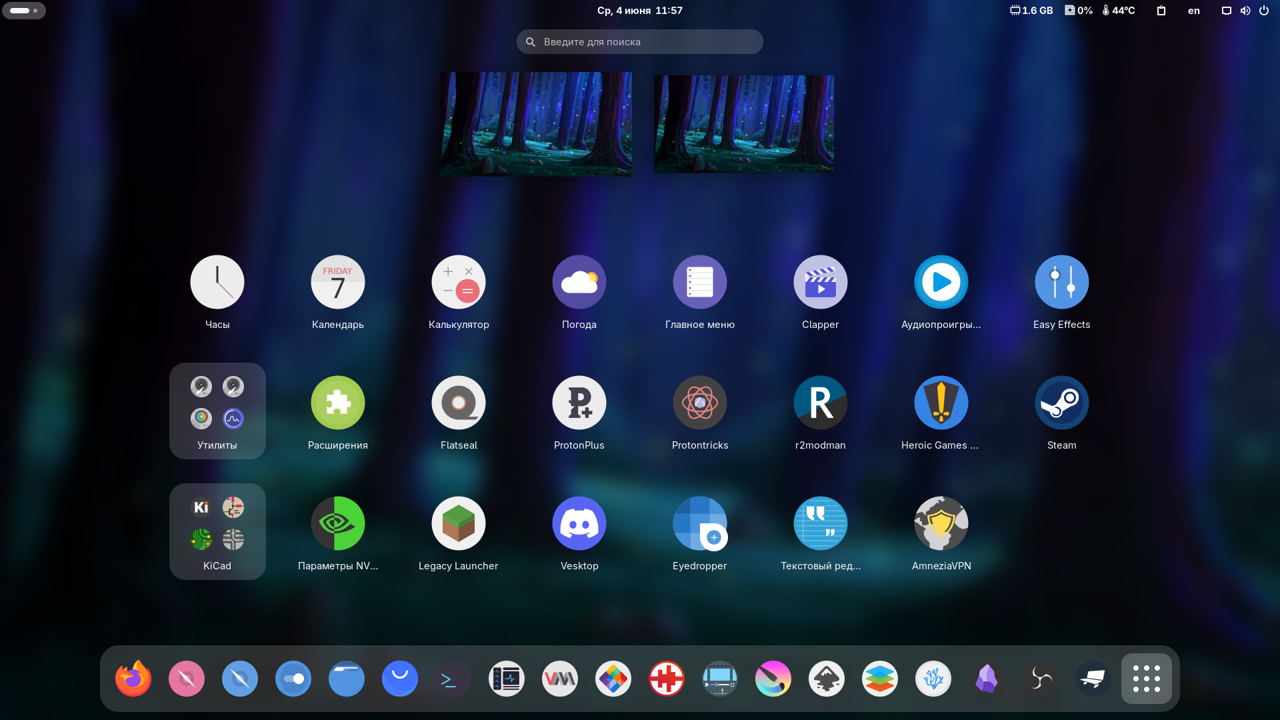 Ср, 4 июня 11:57
1.6 GB 0% 44°C en
Введите для поиска
FRIDAY
7
Часы Календарь Калькулятор Погода Главное меню Clapper Аудиопроигры... Easy Effects
R
Утилиты Расширения Flatseal ProtonPlus Protontricks r2modman Heroic Games ... Steam
Ki
KiCad Параметры NV... Legacy Launcher Vesktop Eyedropper Текстовый ред... AmneziaVPN